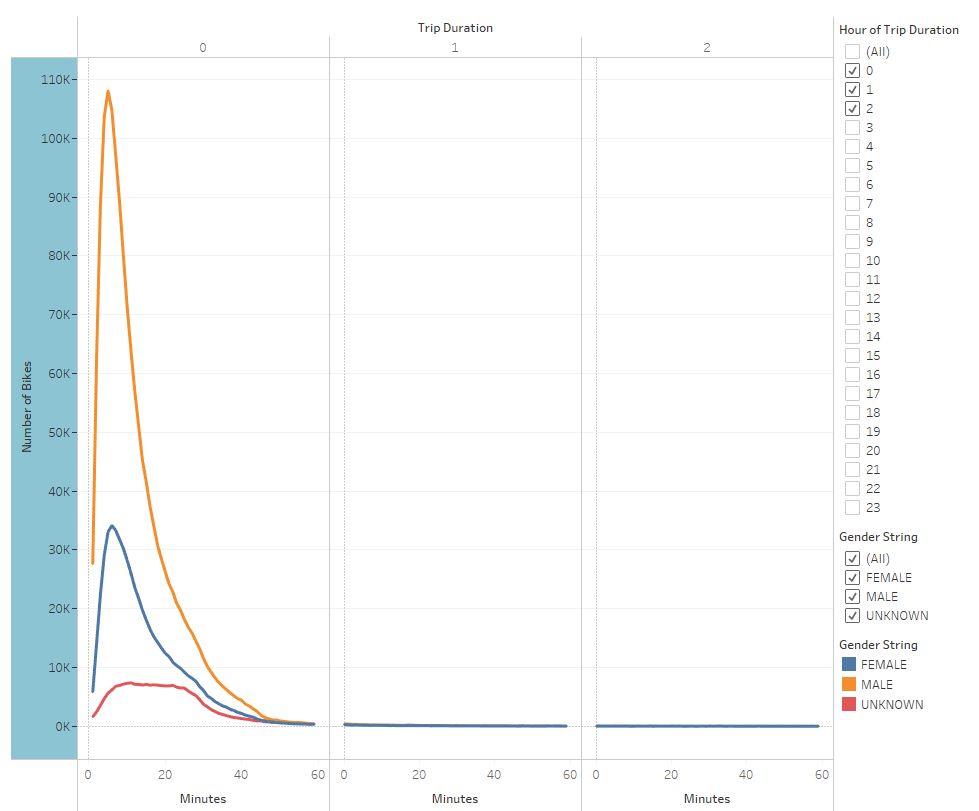 Trip Duration
0 1 2
110K
100K
90K
80K
70K
60K
50K
40K
30K
20K
10K
0K
Number of Bikes
0 20 40 60 0 20 40 60 0 20 40 60
Minutes Minutes Minutes
Hour of Trip Duration
(All)
0
1
2
3
4
5
6
7
8
9
10
11
12
13
14
15
16
17
18
19
20
21
22
23
Gender String
(All)
FEMALE
MALE
UNKNOWN
Gender String
FEMALE
MALE
UNKNOWN